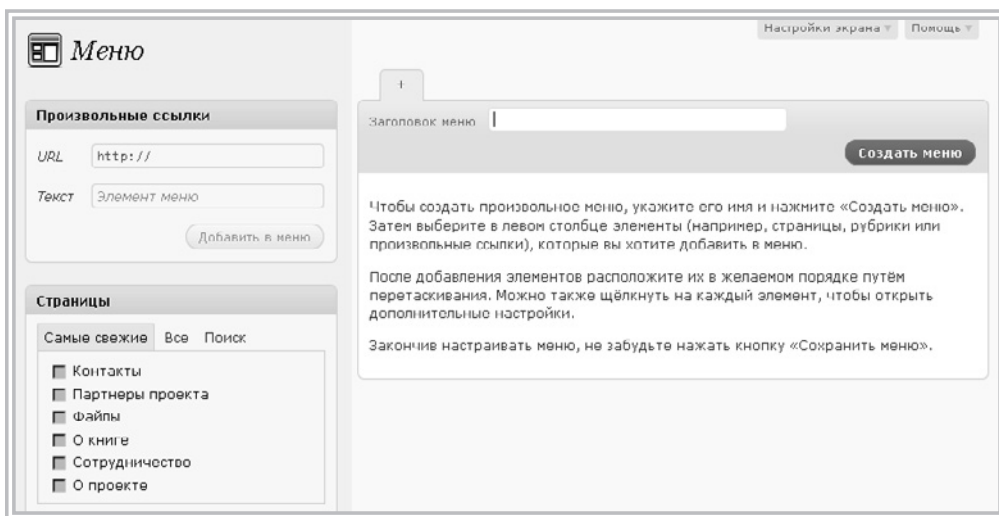 Меню
Настройки экрана
Помощь
Произвольные ссылки
URL
http://
Текст
Элемент меню
Добавить в меню
Страницы
Самые свежие Все Поиск
Контакты
Партнеры проекта
Файлы
О книге
Сотрудничество
О проекте
+
Заголовок меню
Создать меню
Чтобы создать произвольное меню, укажите его имя и нажмите «Создать меню».
Затем выберите в левом столбце элементы (например, страницы, рубрики или
произвольные ссылки), которые вы хотите добавить в меню.
После добавления элементов расположите их в желаемом порядке путём
перетаскивания. Можно также щёлкнуть на каждый элемент, чтобы открыть
дополнительные настройки.
Закончив настраивать меню, не забудьте нажать кнопку «Сохранить меню».